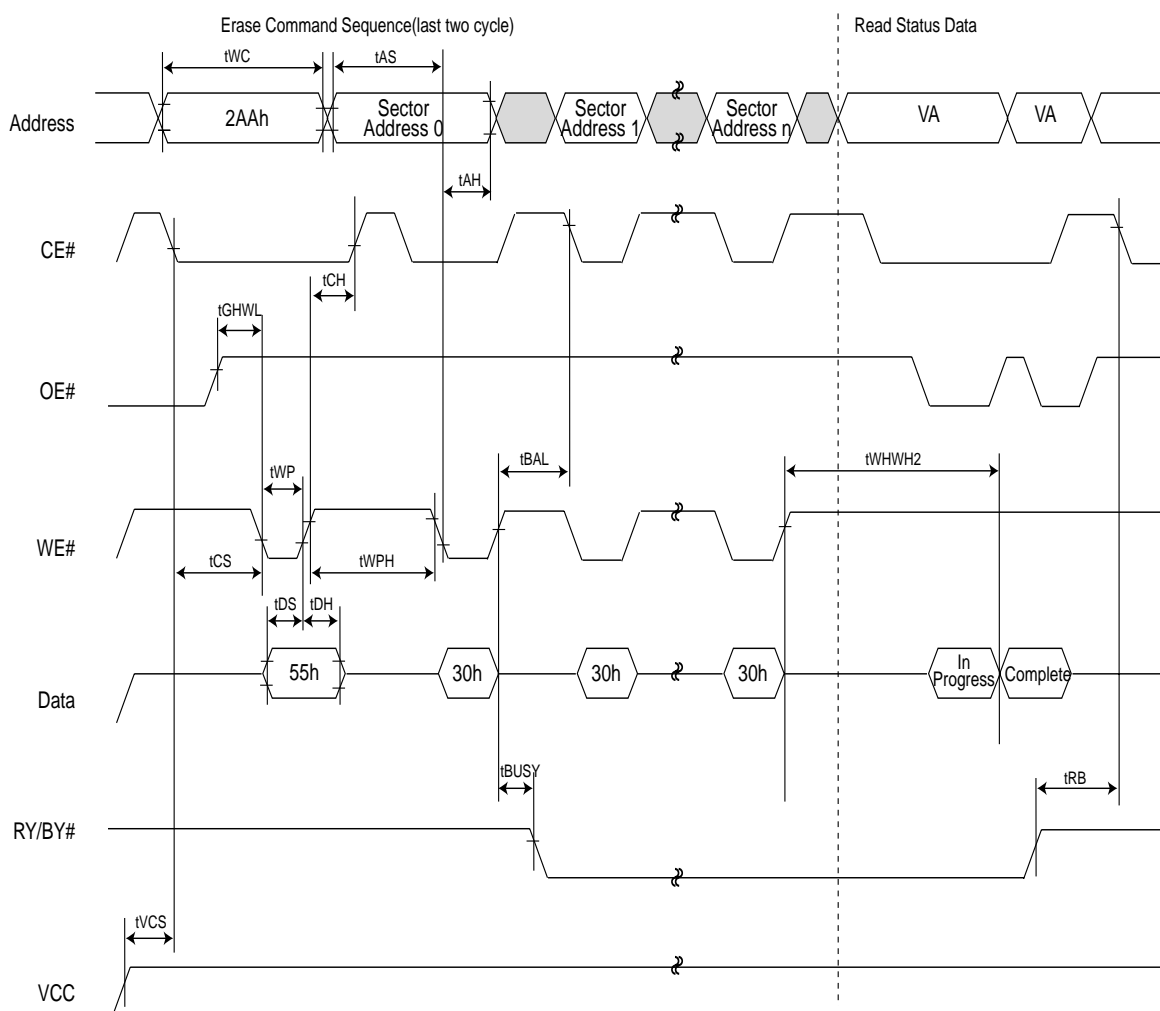 Erase Command Sequence(last two cycle)
Read Status Data
tWC
tAS
Address
2AAh
Sector
Address 0
Sector
Address 1
Sector
Address n
VA
VA
tAH
CE#
tCH
tGHWL
OE#
tWP
tBAL
tWHWH2
WE#
tCS
tWPH
tDS
tDH
Data
55h
30h
30h
30h
In
Progress
Complete
tBUSY
tRB
RY/BY#
tVCS
VCC